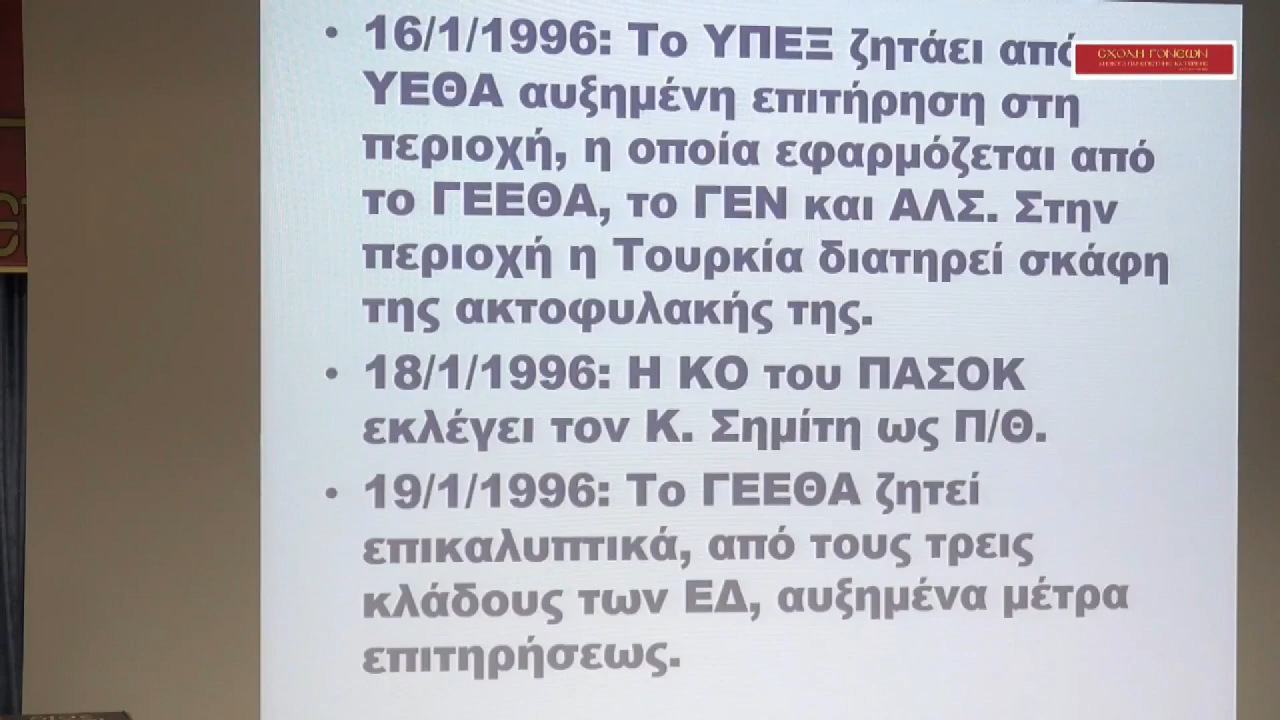 • 16/1/1996: Το ΥΠΕΞ ζητάει από
ΥΕΘΑ αυξημένη επιτήρηση στη
περιοχή, η οποία εφαρμόζεται από
το ΓΕΕΘΑ, το ΓΕΝ και ΑΛΣ. Στην
περιοχή η Τουρκία διατηρεί σκάφη
της ακτοφυλακής της.
• 18/1/1996: Η ΚΟ του ΠΑΣΟΚ
εκλέγει τον Κ. Σημίτη ως Π/Θ.
• 19/1/1996: Το ΓΕΕΘΑ ζητεί
επικαλυπτικά, από τους τρεις
κλάδους των ΕΔ, αυξημένα μέτρα
επιτηρήσεως.
ΣΧΟΛΗ ΓΟΝΕΩΝ